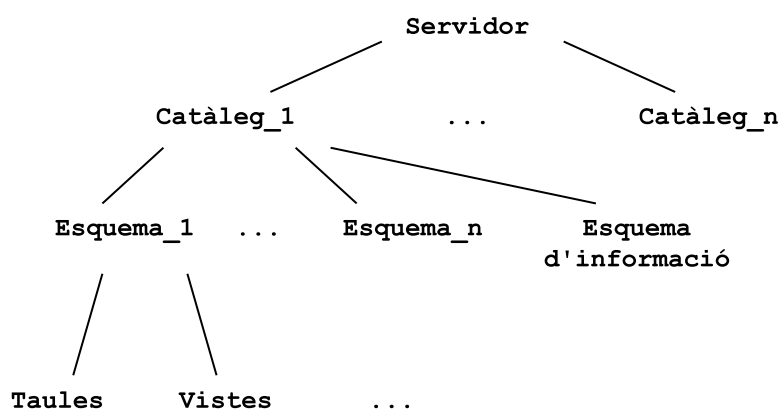 Servidor
Catàleg_1 ... Catàleg_n
Esquema_1 ... Esquema_n Esquema
d'informació
Taules Vistes ...